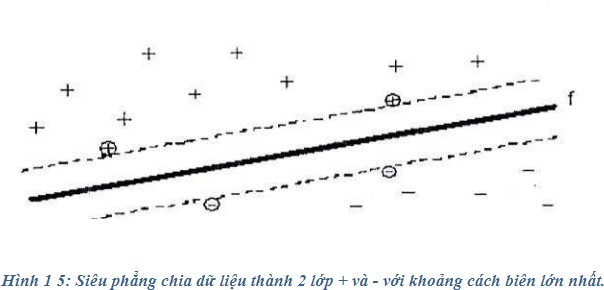 f
Hình 1 5: Siêu phẳng chia dữ liệu thành 2 lớp + và - với khoảng cách biên lớn nhất.